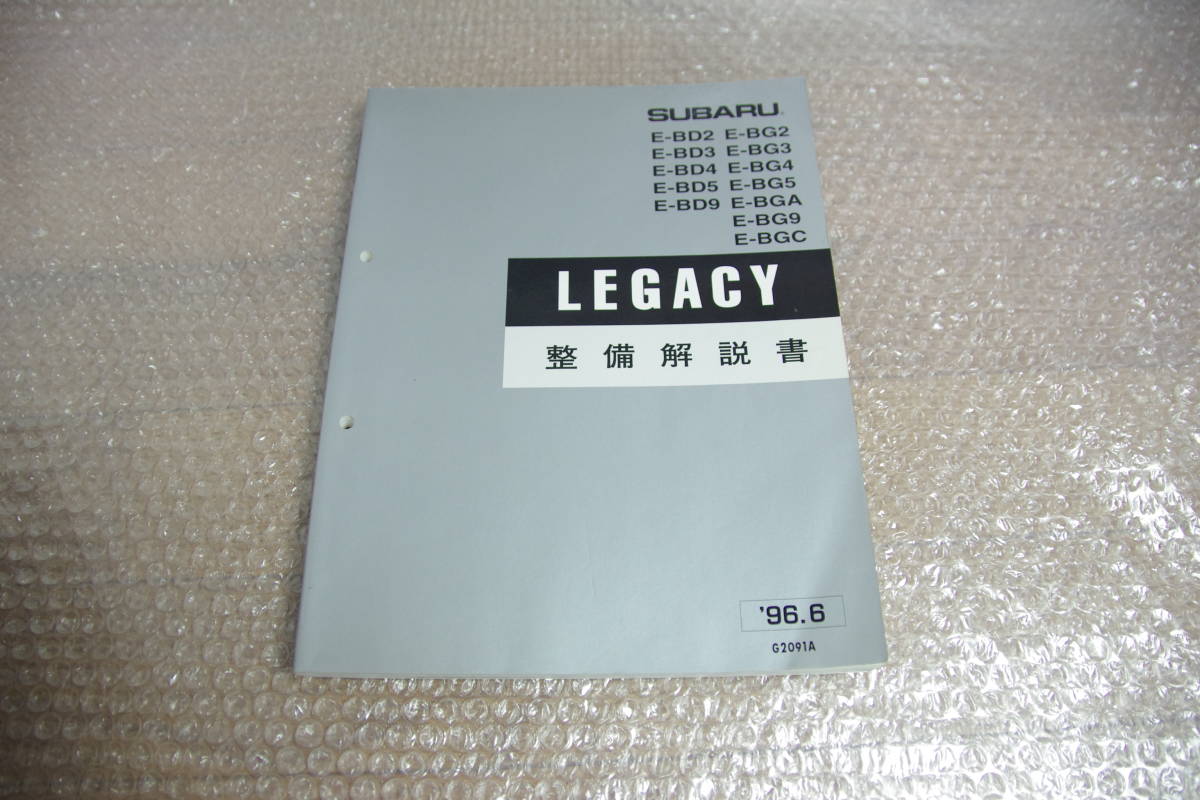 SUBARU
E-BD2 E-BG2
E-BD3 E-BG3
E-BD4 E-BG4
E-BD5 E-BG5
E-BD9 E-BGA
E-BG9
E-BGC
LEGACY
整備解説書
'96.6
G2091A